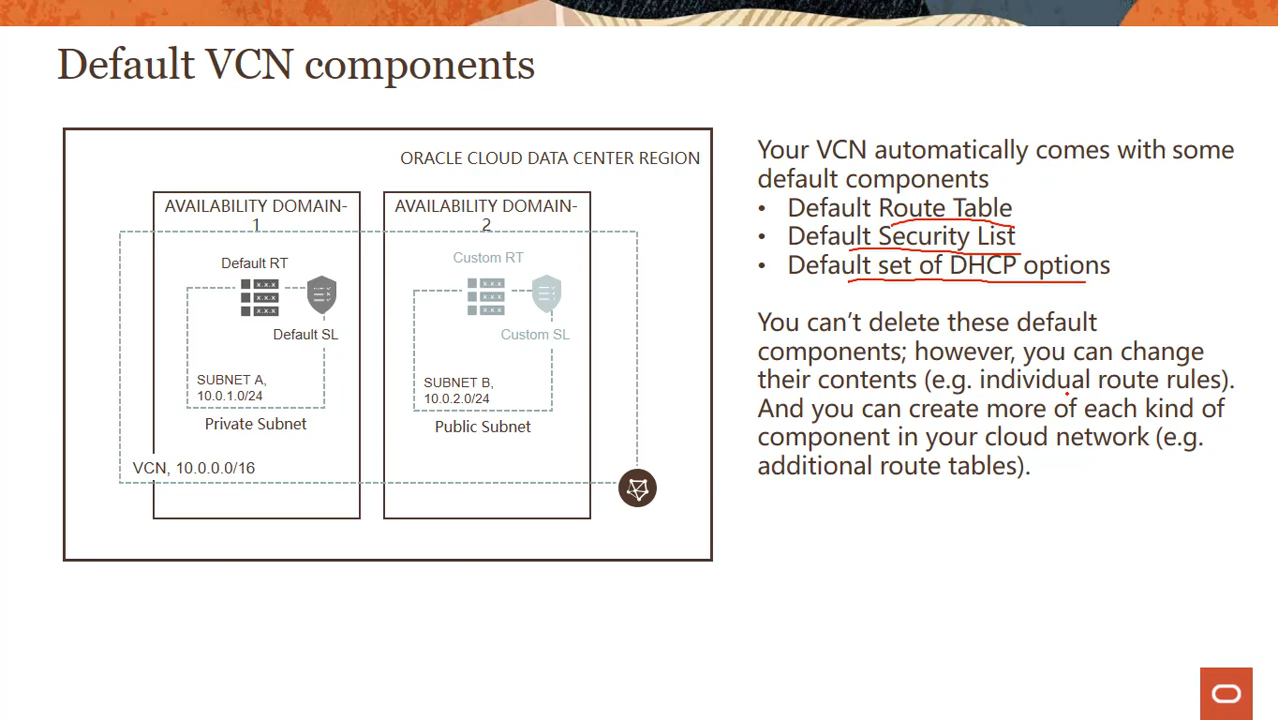 Default VCN components
ORACLE CLOUD DATA CENTER REGION
AVAILABILITY DOMAIN-
1
Default RT
x.x.x
x.x.x
x.x.x
Default SL
SUBNET A,
10.0.1.0/24
Private Subnet
AVAILABILITY DOMAIN-
2
Custom RT
x.x.x
x.x.x
x.x.x
Custom SL
SUBNET B,
10.0.2.0/24
Public Subnet
VCN, 10.0.0.0/16
Your VCN automatically comes with some
default components
• Default Route Table
• Default Security List
• Default set of DHCP options
You can’t delete these default
components; however, you can change
their contents (e.g. individual route rules).
And you can create more of each kind of
component in your cloud network (e.g.
additional route tables).